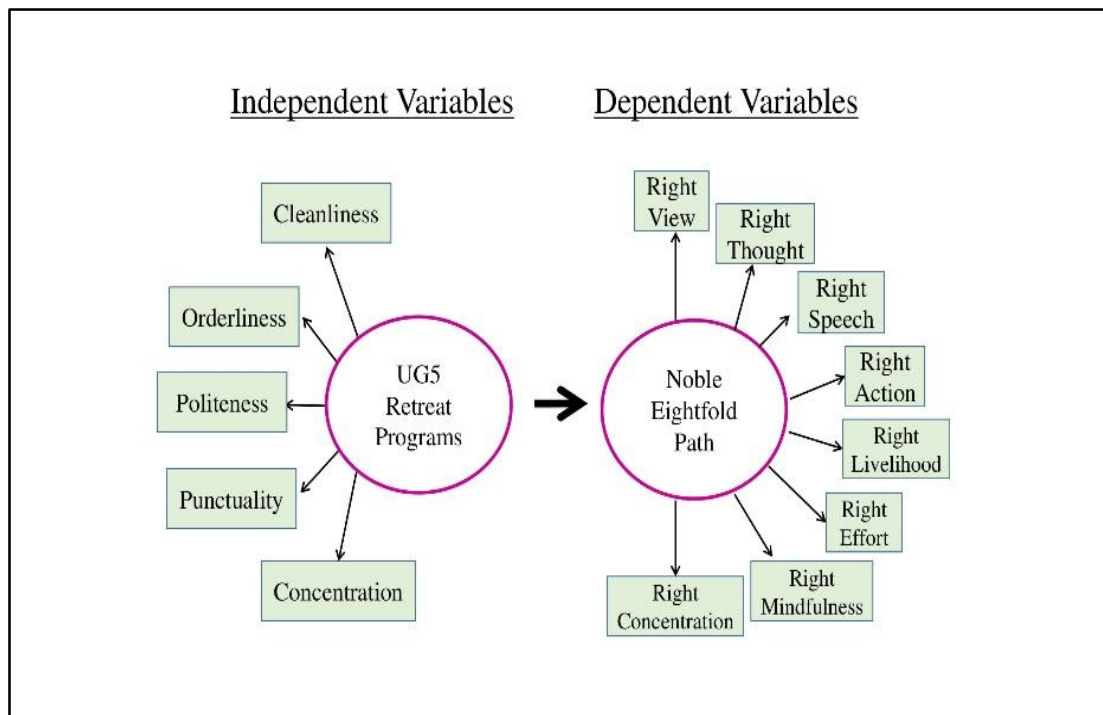 Independent Variables
Dependent Variables
Cleanliness
Orderliness
Politeness
Punctuality
Concentration
UG5
Retreat
Programs
Noble
Eightfold
Path
Right
View
Right
Thought
Right
Speech
Right
Action
Right
Livelihood
Right
Effort
Right
Mindfulness
Right
Concentration